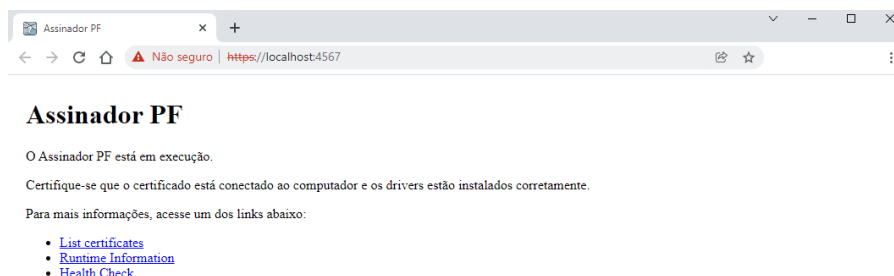 Assinador PF
Não seguro | https://localhost:4567
Assinador PF
O Assinador PF está em execução.
Certifique-se que o certificado está conectado ao computador e os drivers estão instalados corretamente.
Para mais informações, acesse um dos links abaixo:
List certificates
Runtime Information
Health Check